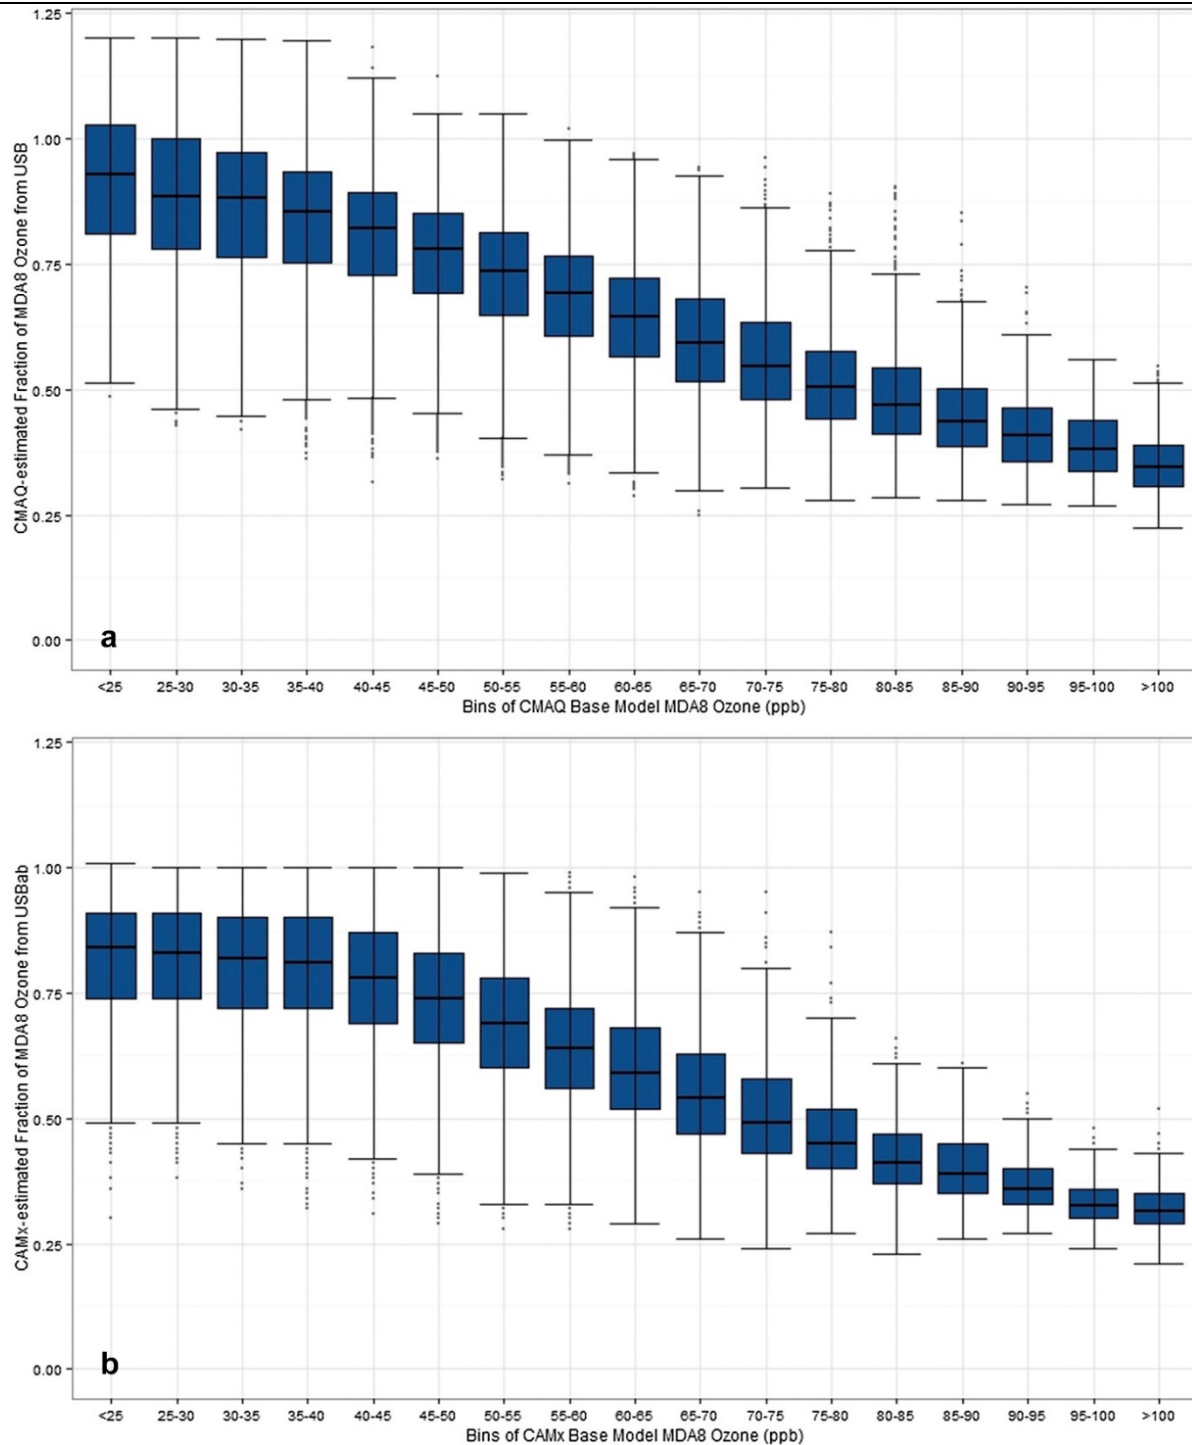 1.25
1.00
0.75
0.50
0.25
0.00
CMAQ-estimated Fraction of MDA8 Ozone from USB
a
<25 25-30 30-35 35-40 40-45 45-50 50-55 55-60 60-65 65-70 70-75 75-80 80-85 85-90 90-95 95-100 >100
Bins of CMAQ Base Model MDA8 Ozone (ppb)
1.25
1.00
0.75
0.50
0.25
0.00
CAMx-estimated Fraction of MDA8 Ozone from USBab
b
<25 25-30 30-35 35-40 40-45 45-50 50-55 55-60 60-65 65-70 70-75 75-80 80-85 85-90 90-95 95-100 >100
Bins of CAMx Base Model MDA8 Ozone (ppb)